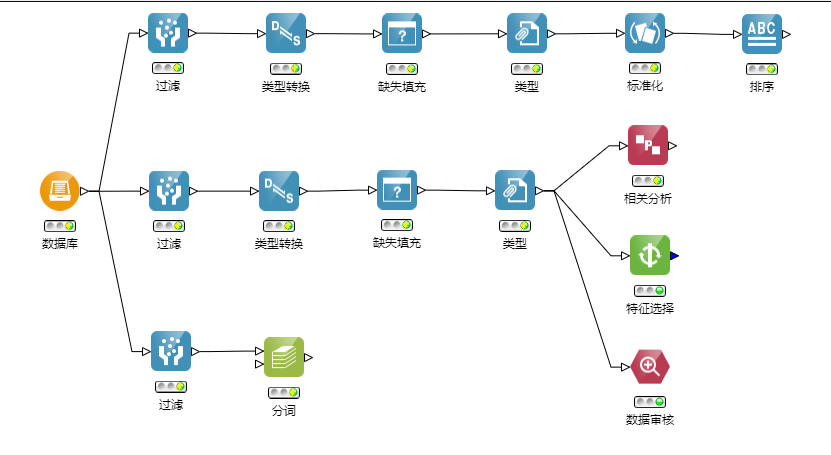 D
S
?
ABC
过滤
类型转换
缺失填充
类型
标准化
排序
P
相关分析
D
S
?
数据库
过滤
类型转换
缺失填充
类型
特征选择
过滤
分词
数据审核